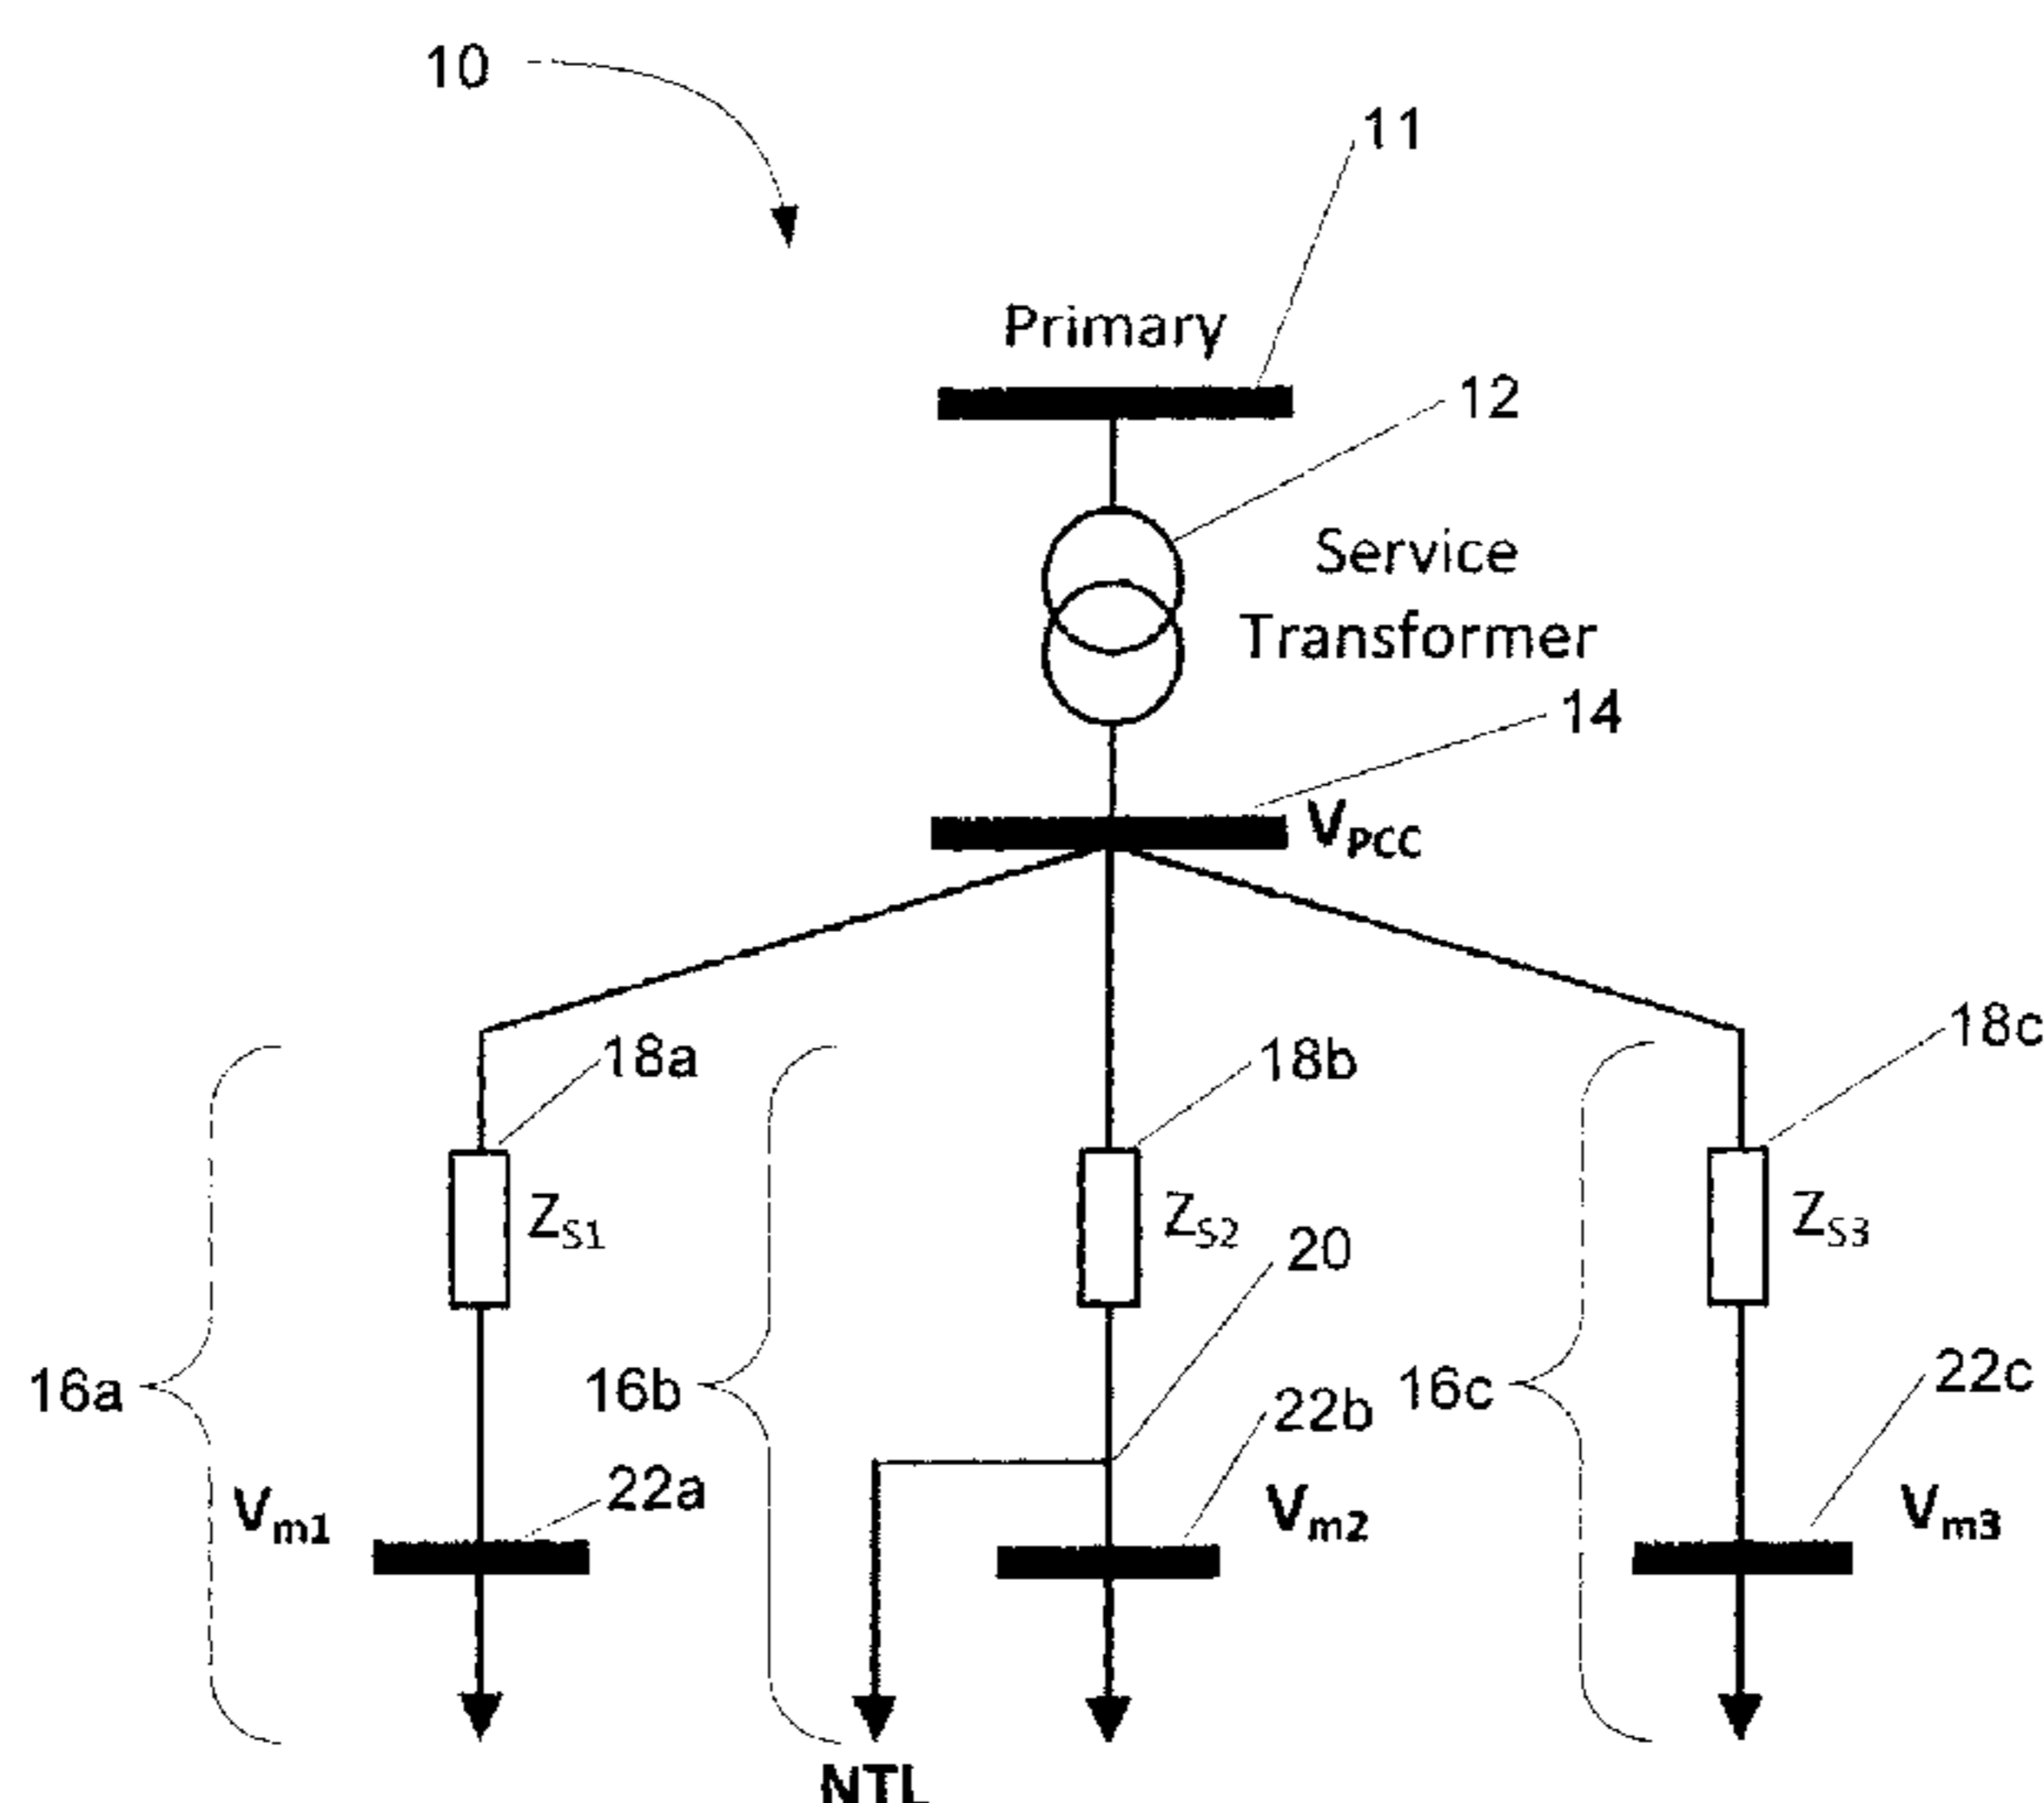 10
11
Primary
12
Service
Transformer
14
VPCC
18a
18b
18c
ZS1
ZS2
ZS3
20
16a
16b
16c
22a
22b
22c
Vm1
Vm2
Vm3
NTL